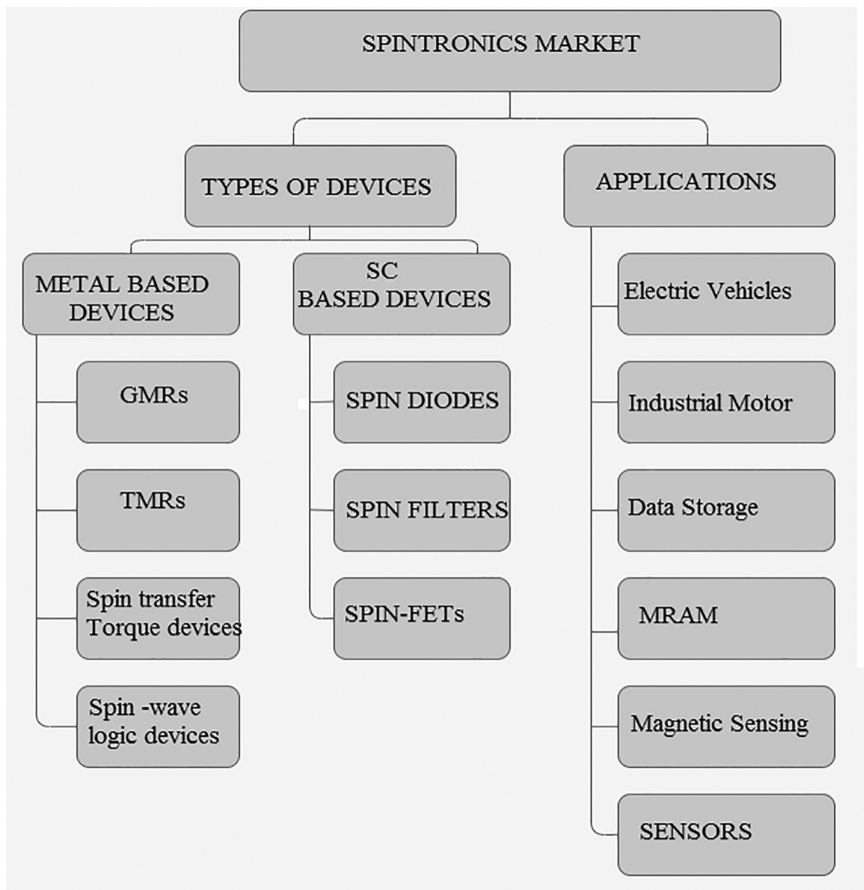 SPINTRONICS MARKET
TYPES OF DEVICES
APPLICATIONS
METAL BASED
DEVICES
SC
BASED DEVICES
GMRs
TMRs
Spin transfer
Torque devices
Spin -wave
logic devices
SPIN DIODES
SPIN FILTERS
SPIN-FETs
Electric Vehicles
Industrial Motor
Data Storage
MRAM
Magnetic Sensing
SENSORS